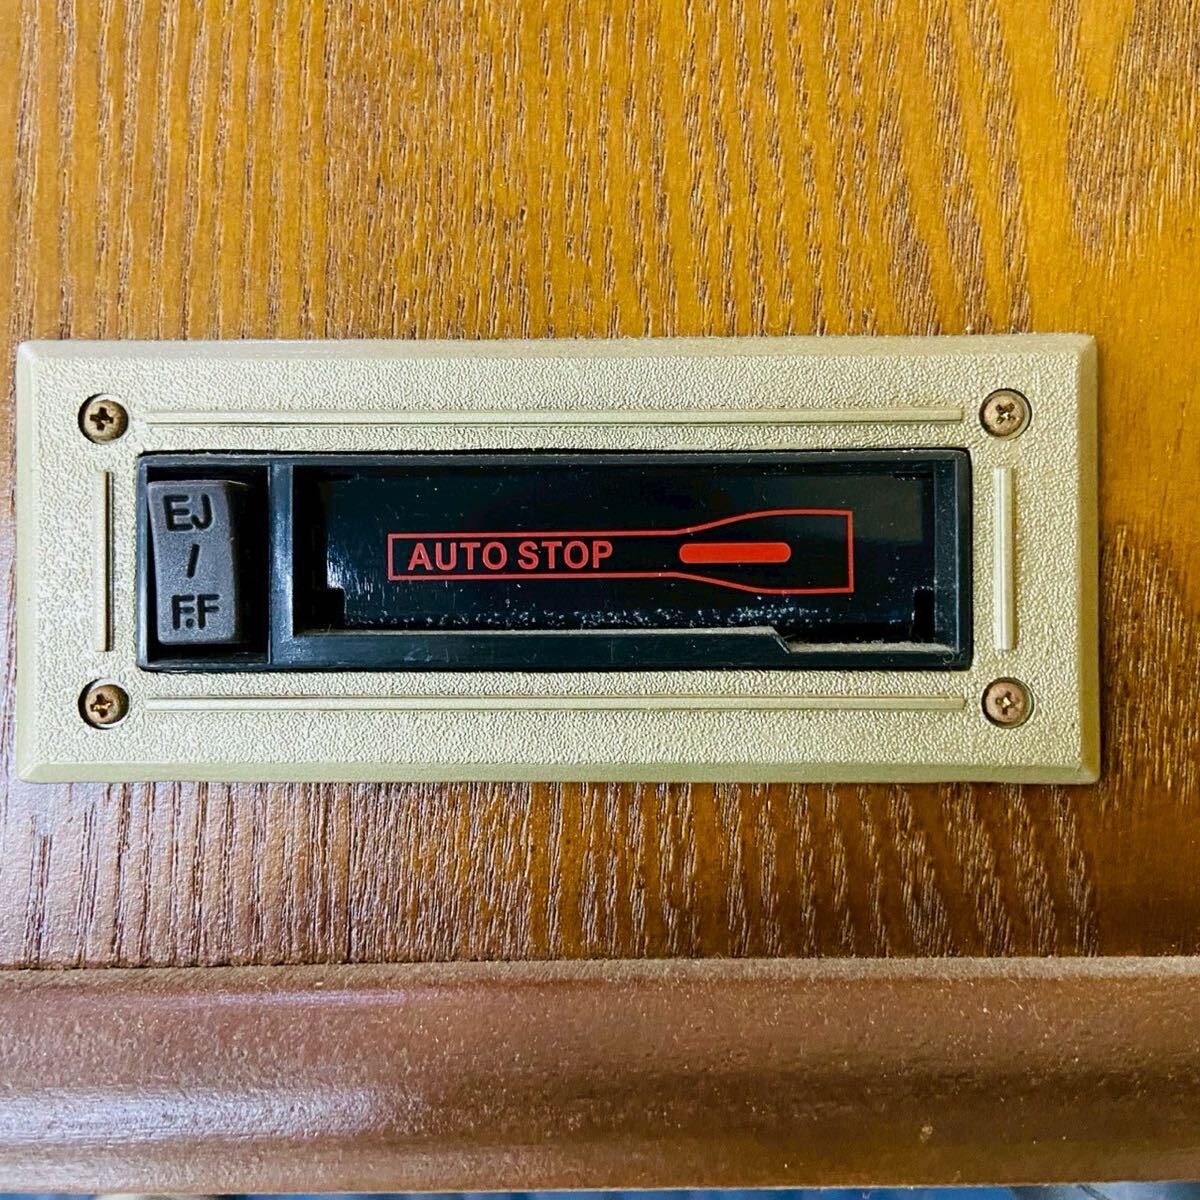 EJ
/
F.F
AUTO STOP